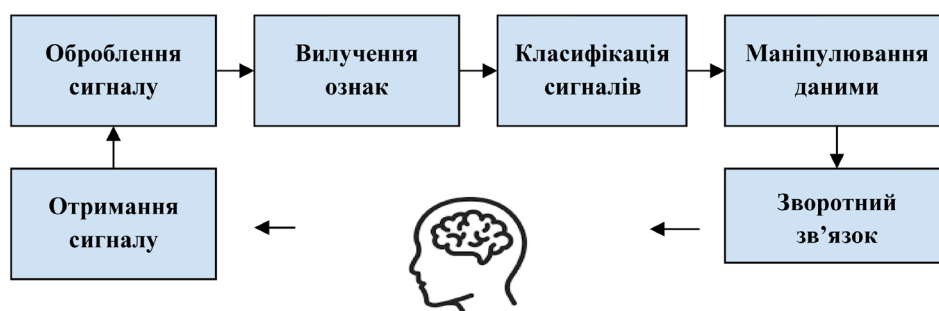 Оброблення
сигналу
Вилучення
ознак
Класифікація
сигналів
Маніпулювання
даними
Отримання
сигналу
Зворотний
зв’язок